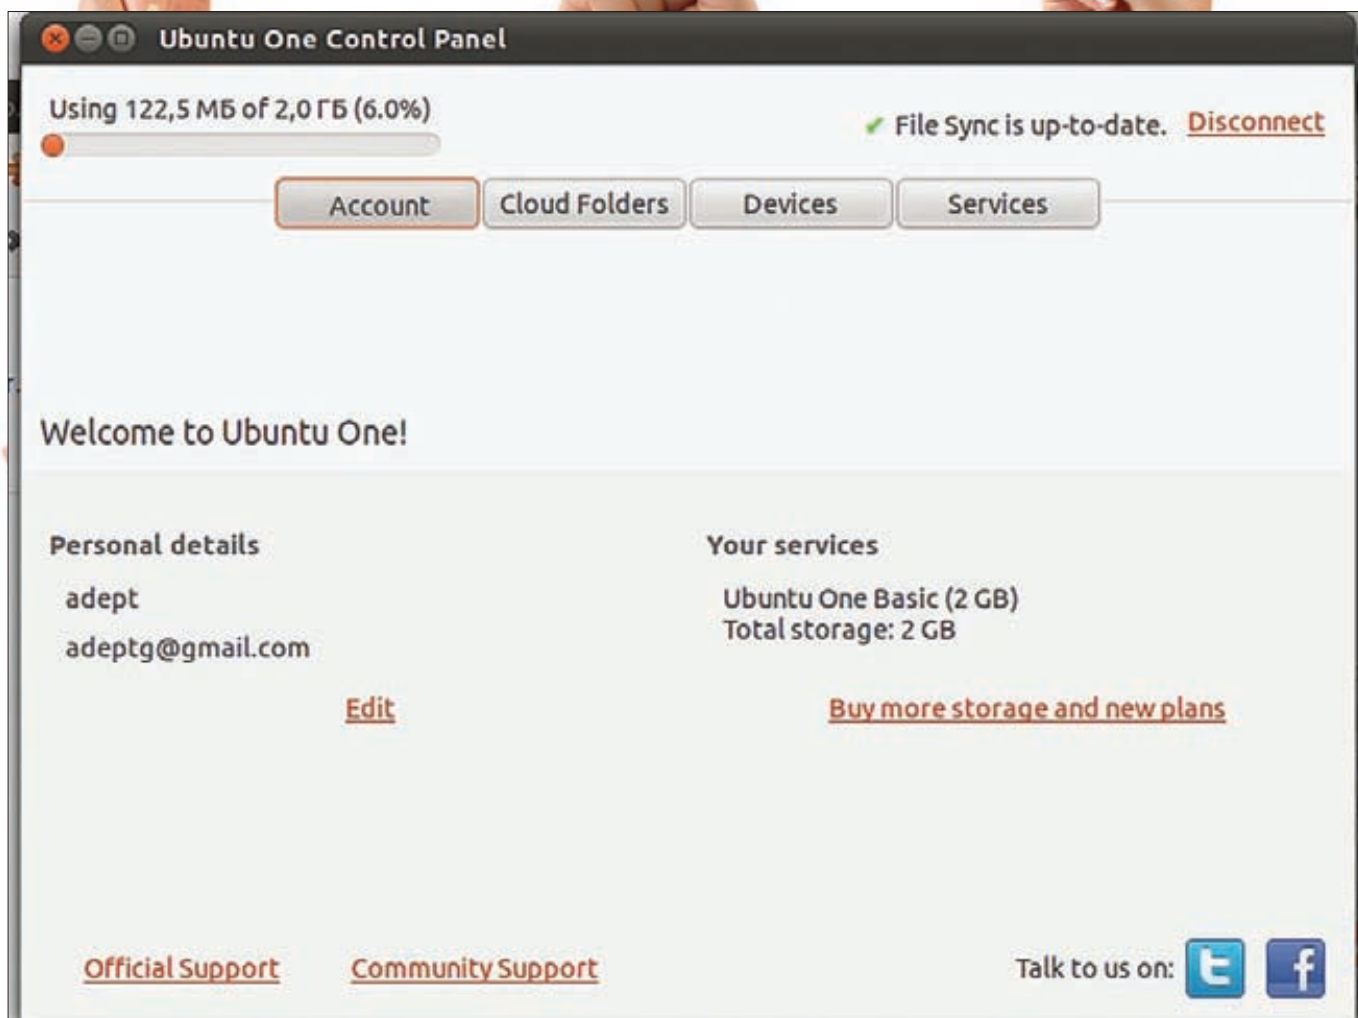 Ubuntu One Control Panel
Using 122,5 МБ of 2,0 ГБ (6.0%)
✔ File Sync is up-to-date. Disconnect
Account Cloud Folders Devices Services
Welcome to Ubuntu One!
Personal details
adept
adeptg@gmail.com
Edit
Your services
Ubuntu One Basic (2 GB)
Total storage: 2 GB
Buy more storage and new plans
Official Support Community Support
Talk to us on: